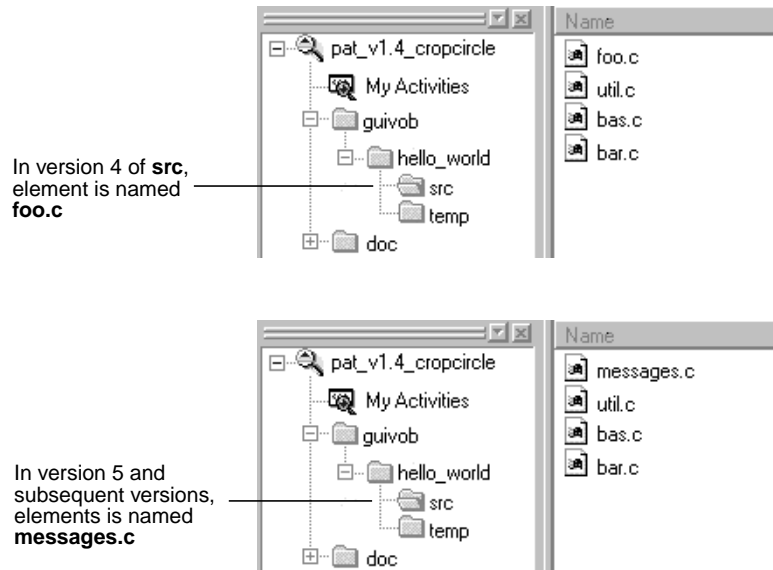 Name
pat_v1.4_cropcircle
foo.c
My Activities
util.c
guivob
bas.c
hello_world
bar.c
In version 4 of src,
element is named
foo.c
src
temp
doc
Name
pat_v1.4_cropcircle
messages.c
My Activities
util.c
guivob
bas.c
hello_world
bar.c
In version 5 and
subsequent versions,
elements is named
messages.c
src
temp
doc